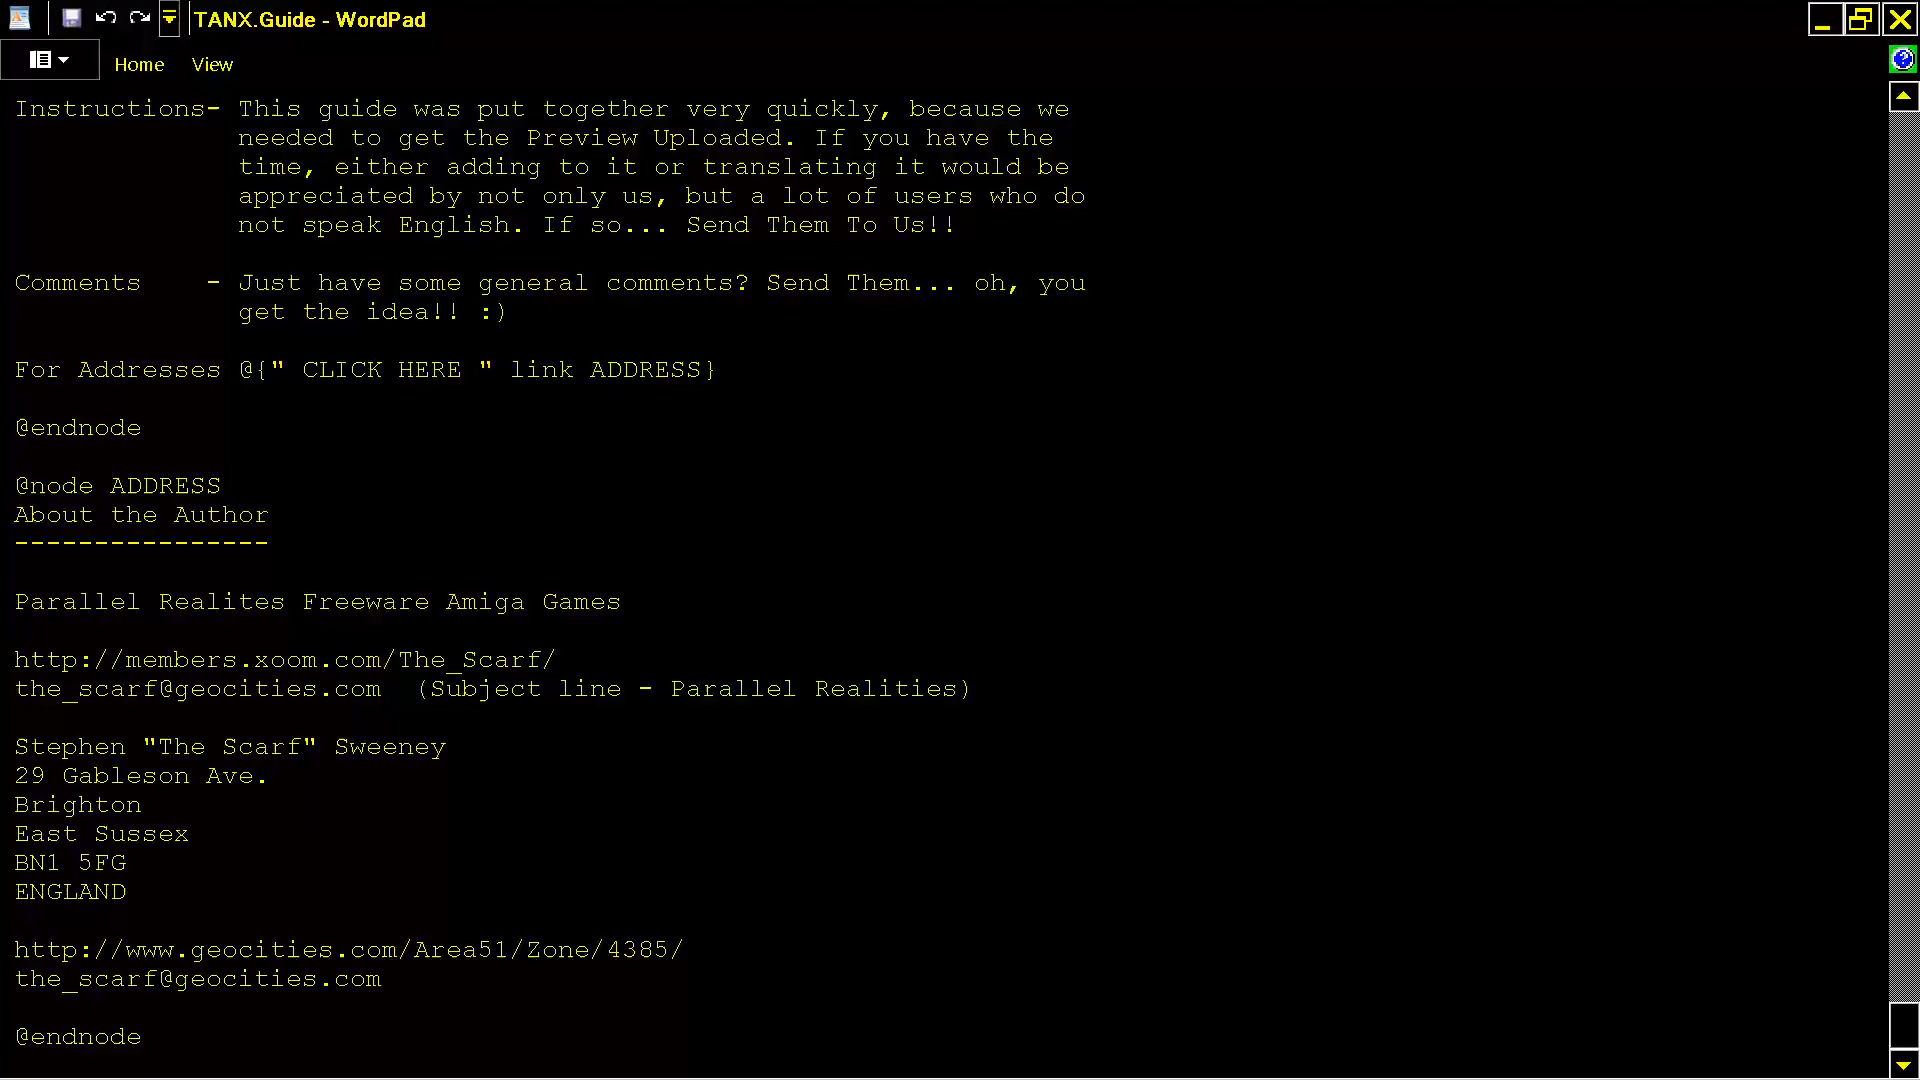 TANX.Guide - WordPad
Home View
Instructions- This guide was put together very quickly, because we
needed to get the Preview Uploaded. If you have the
time, either adding to it or translating it would be
appreciated by not only us, but a lot of users who do
not speak English. If so... Send Them To Us!!
Comments - Just have some general comments? Send Them... oh, you
get the idea!! :)
For Addresses @{" CLICK HERE " link ADDRESS}
@endnode
@node ADDRESS
About the Author
----------------
Parallel Realites Freeware Amiga Games
http://members.xoom.com/The_Scarf/
the_scarf@geocities.com (Subject line - Parallel Realities)
Stephen "The Scarf" Sweeney
29 Gableson Ave.
Brighton
East Sussex
BN1 5FG
ENGLAND
http://www.geocities.com/Area51/Zone/4385/
the_scarf@geocities.com
@endnode